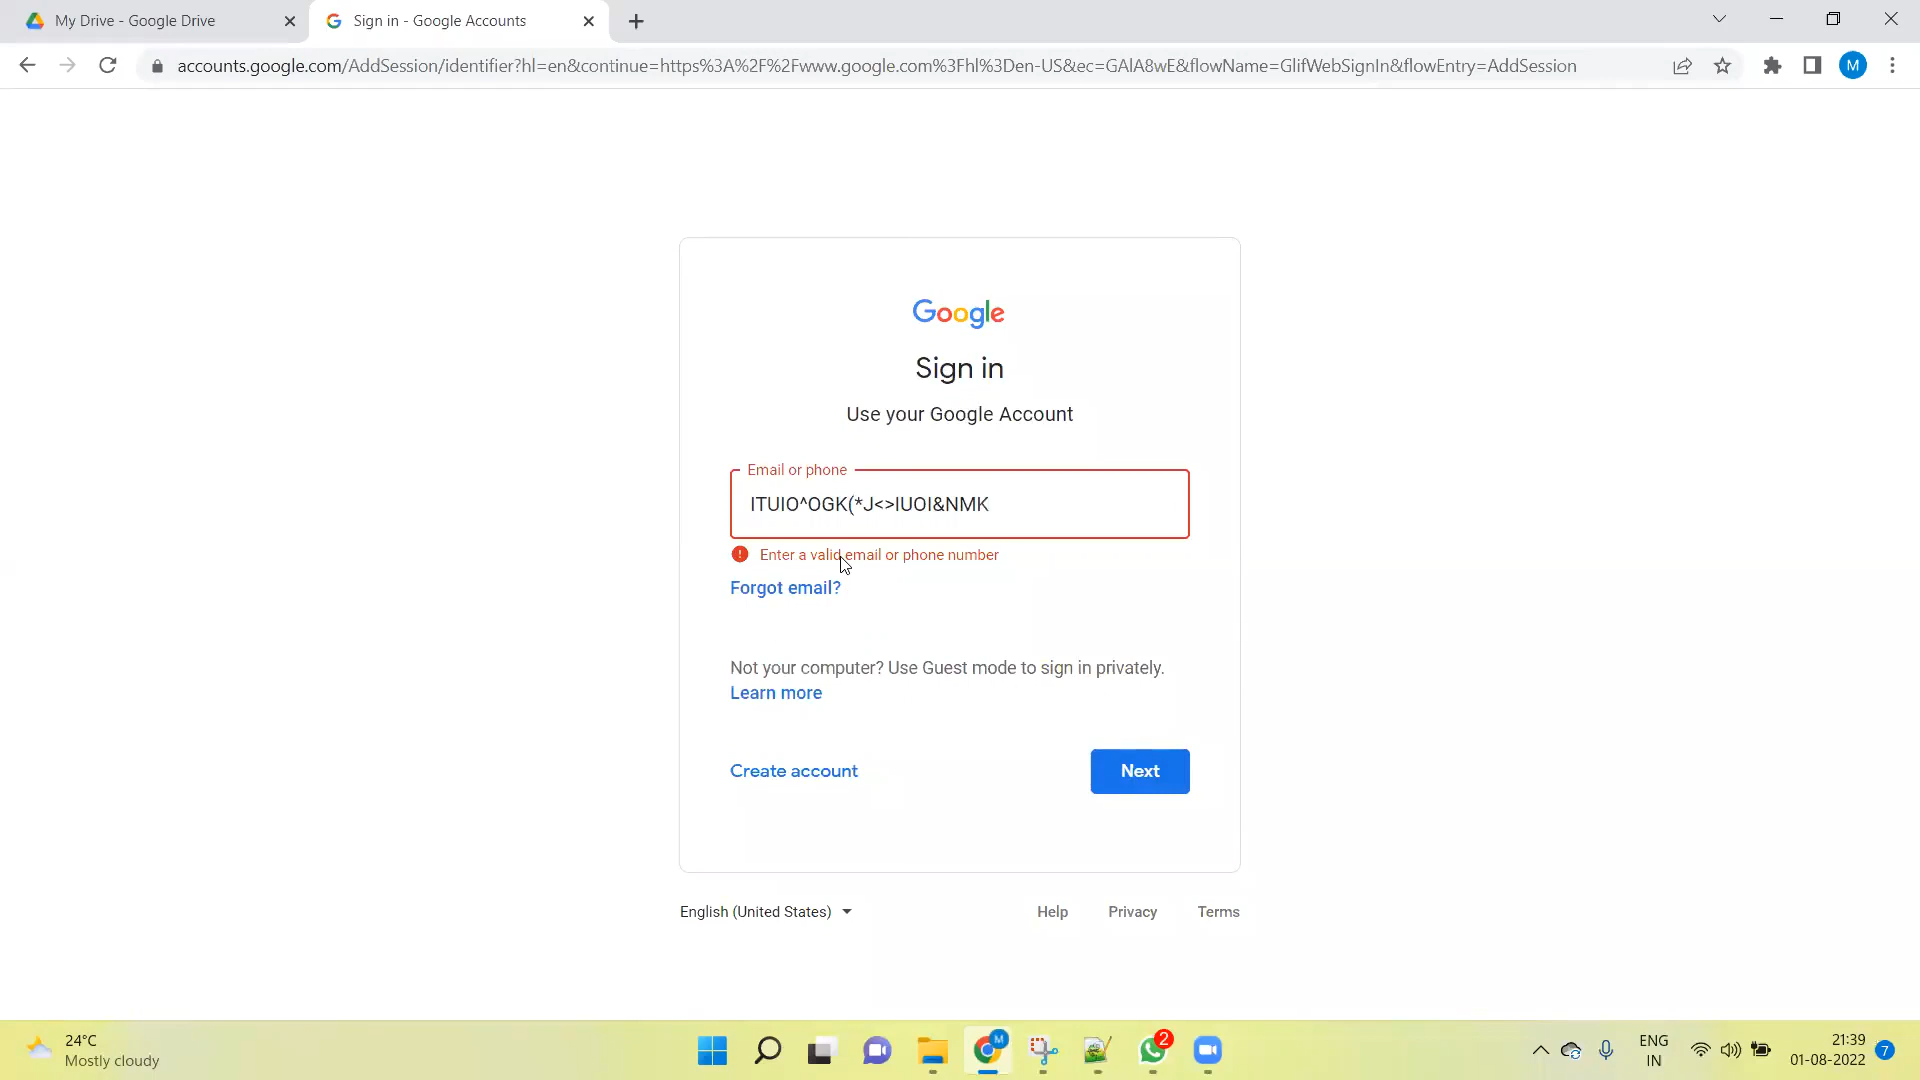 My Drive - Google Drive
Sign in - Google Accounts
accounts.google.com/AddSession/identifier?hl=en&continue=https%3A%2F%2Fwww.google.com%3Fhl%3Den-US&ec=GAlA8wE&flowName=GlifWebSignIn&flowEntry=AddSession
M
Google
Sign in
Use your Google Account
Email or phone
ITUIO^OGK(*J<>IUOI&NMK
Enter a valid email or phone number
Forgot email?
Not your computer? Use Guest mode to sign in privately.
Learn more
Create account
Next
English (United States)
Help
Privacy
Terms
24°C
Mostly cloudy
M
2
ENG
IN
21:39
01-08-2022
7